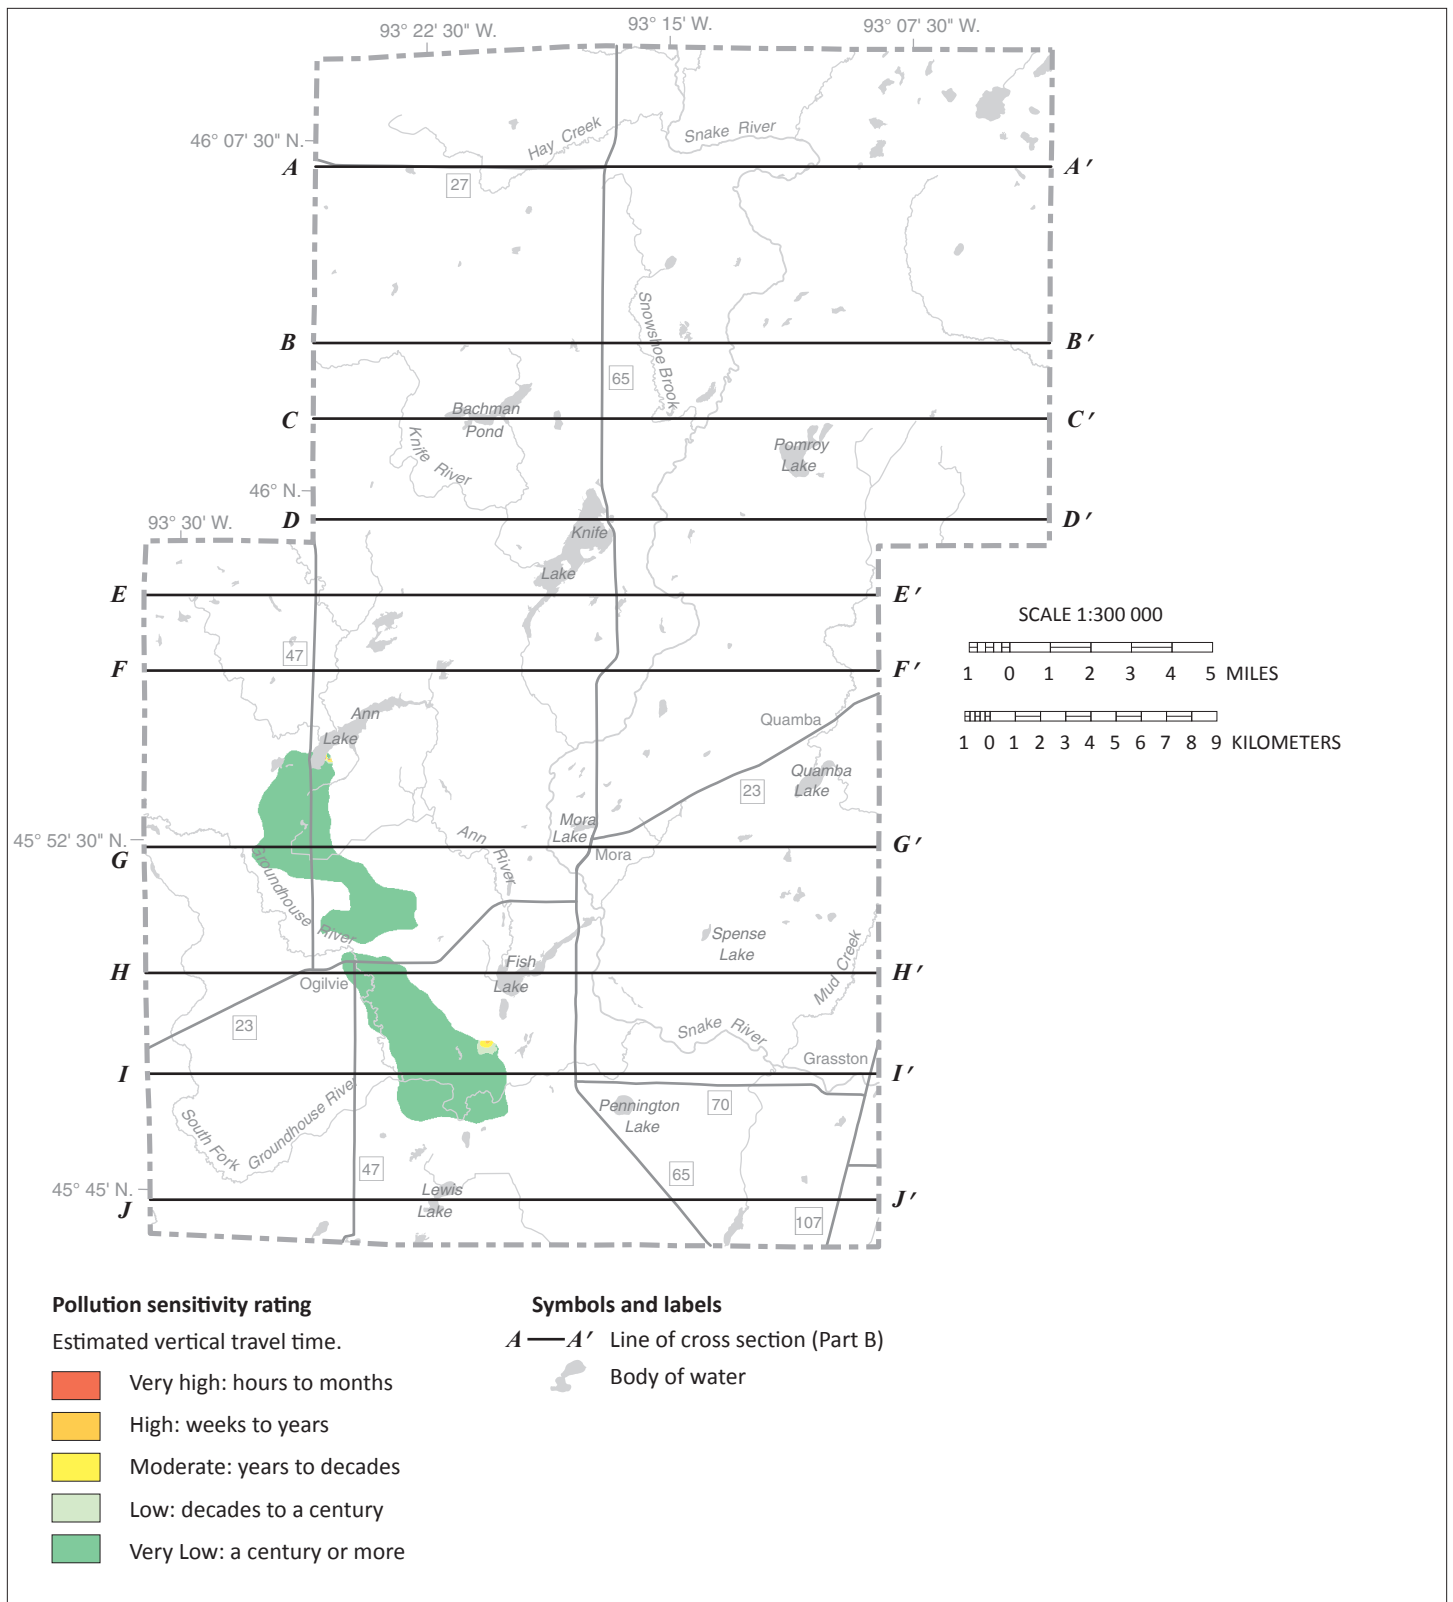 93° 22' 30" W.
93° 15' W.
93° 07' 30" W.
46° 07' 30" N.
Hay Creek
Snake River
A
A'
27
Snowshoe Brook
B
B'
65
Bachman
Pond
C
C'
Knife River
Pomroy
Lake
46° N.
93° 30' W.
D
D'
Knife
Lake
E
E'
SCALE 1:300 000
1 0 1 2 3 4 5 MILES
1 0 1 2 3 4 5 6 7 8 9 KILOMETERS
47
F
F'
Ann
Lake
Quamba
Quamba
Lake
23
Mora
Lake
Ann River
45° 52' 30" N.
G
G'
Mora
Groundhouse River
Spense
Lake
Mud Creek
Fish
Lake
H
H'
Ogilvie
23
Snake River
Grasston
I
I'
Pennington
Lake
70
South Fork Groundhouse River
47
65
45° 45' N.
Lewis
Lake
J
J'
107
Pollution sensitivity rating
Estimated vertical travel time.
Very high: hours to months
High: weeks to years
Moderate: years to decades
Low: decades to a century
Very Low: a century or more
Symbols and labels
A A' Line of cross section (Part B)
Body of water